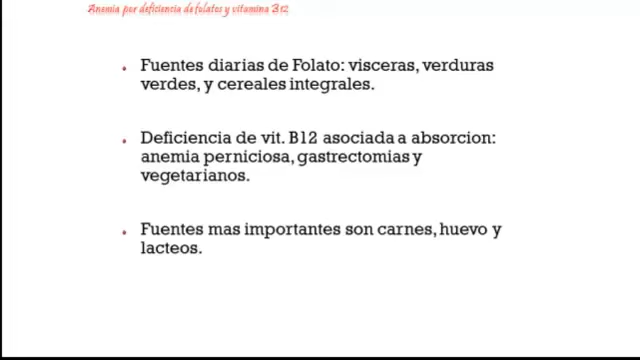 Anemia por deficiencia de folatos y vitamina B12
Fuentes diarias de Folato: visceras, verduras
verdes, y cereales integrales.
Deficiencia de vit. B12 asociada a absorcion:
anemia perniciosa, gastrectomias y
vegetarianos.
Fuentes mas importantes son carnes, huevo y
lacteos.